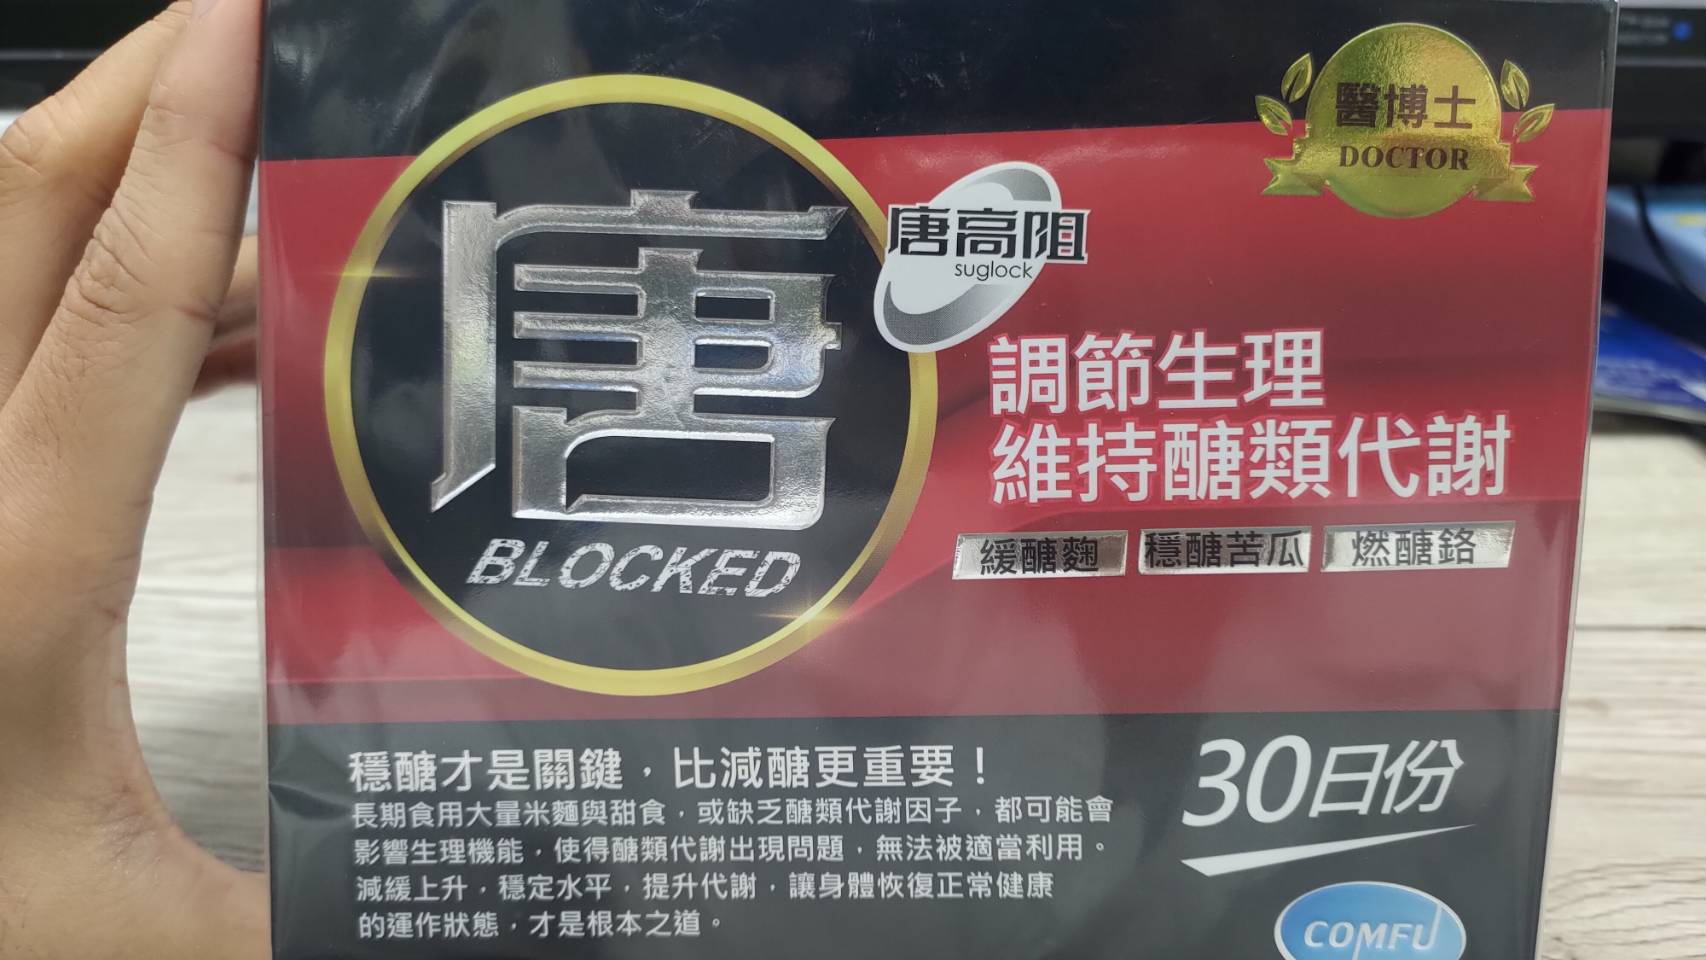 醫博士
DOCTOR
唐
BLOCKED
唐高阻
suglock
調節生理
維持醣類代謝
緩醣麴 穩醣苦瓜 燃醣鉻
穩醣才是關鍵，比減醣更重要！
長期食用大量米麵與甜食，或缺乏醣類代謝因子，都可能會
影響生理機能，使得醣類代謝出現問題，無法被適當利用。
減緩上升，穩定水平，提升代謝，讓身體恢復正常健康
的運作狀態，才是根本之道。
30日份
COMFU